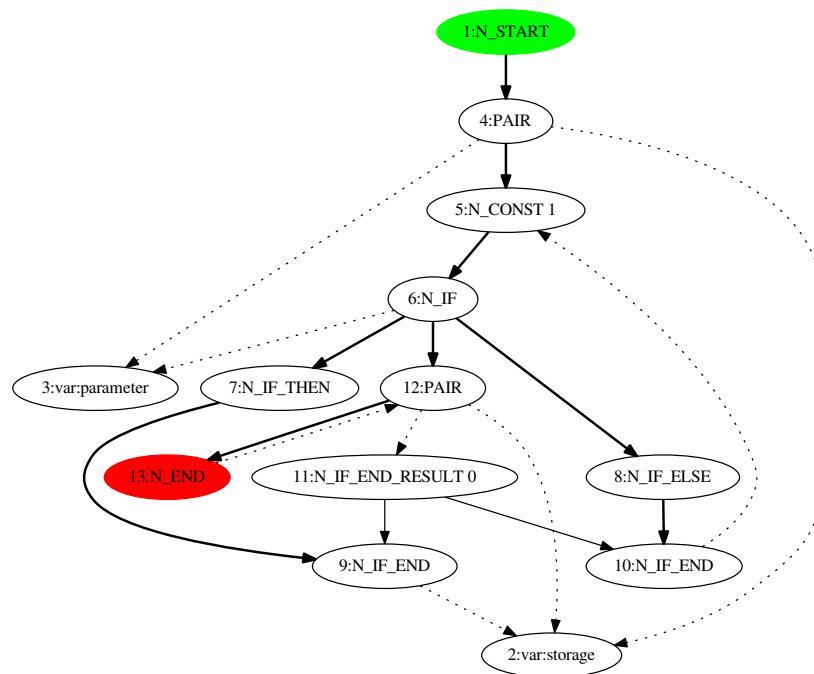 1:N_START
4:PAIR
5:N_CONST 1
6:N_IF
3:var:parameter
7:N_IF_THEN
12:PAIR
13:N_END
11:N_IF_END_RESULT 0
8:N_IF_ELSE
9:N_IF_END
10:N_IF_END
2:var:storage